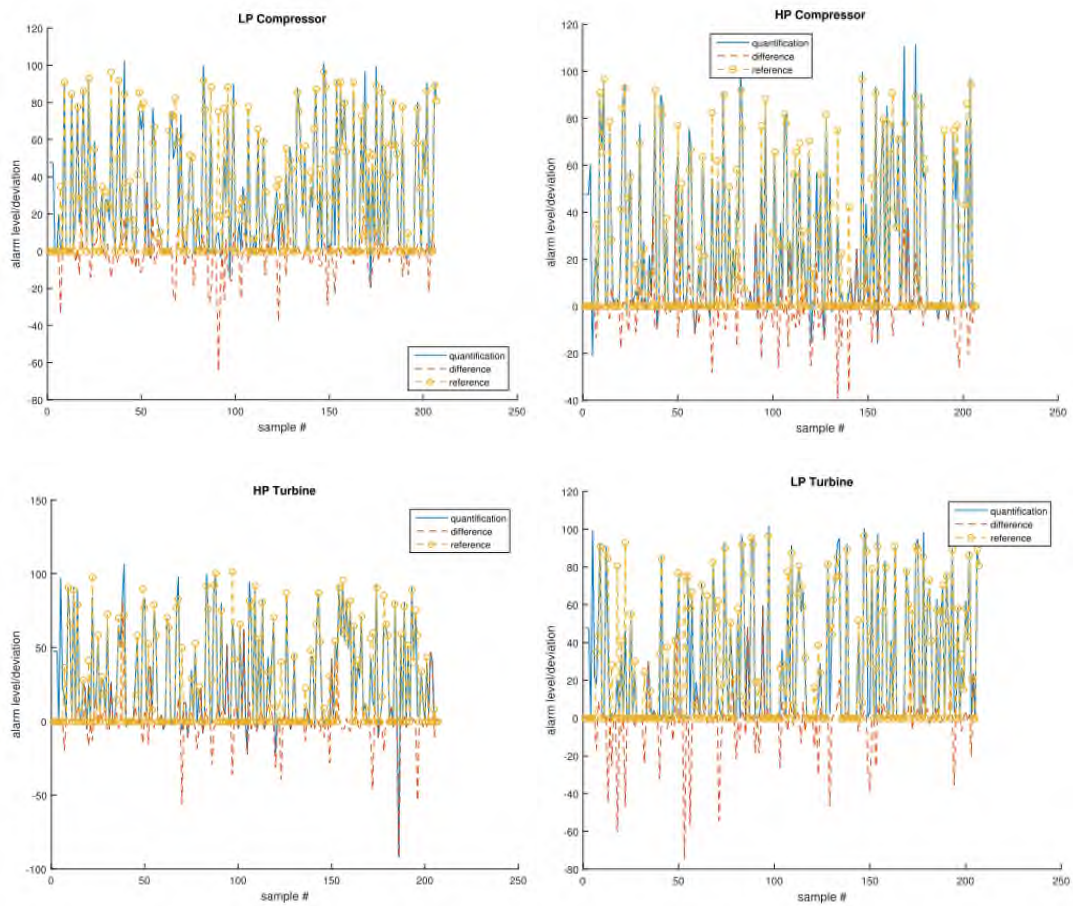 LP Compressor
120
100
80
60
40
20
0
-20
-40
-60
-80
alarm level/deviation
quantification
difference
reference
0
50
100
150
200
250
sample #
HP Compressor
120
100
80
60
40
20
0
-20
-40
alarm level/deviation
quantification
difference
reference
0
50
100
150
200
250
sample #
HP Turbine
150
100
50
0
-50
-100
alarm level/deviation
quantification
difference
reference
0
50
100
150
200
250
sample #
LP Turbine
120
100
80
60
40
20
0
-20
-40
-60
-80
alarm level/deviation
quantification
difference
reference
0
50
100
150
200
250
sample #